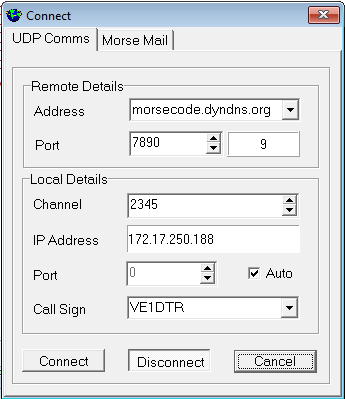 Connect
UDP Comms Morse Mail
Remote Details
Address morsecode.dyndns.org
Port 7890 9
Local Details
Channel 2345
IP Address 172.17.250.188
Port 0 Auto
Call Sign VE1DTR
Connect Disconnect Cancel